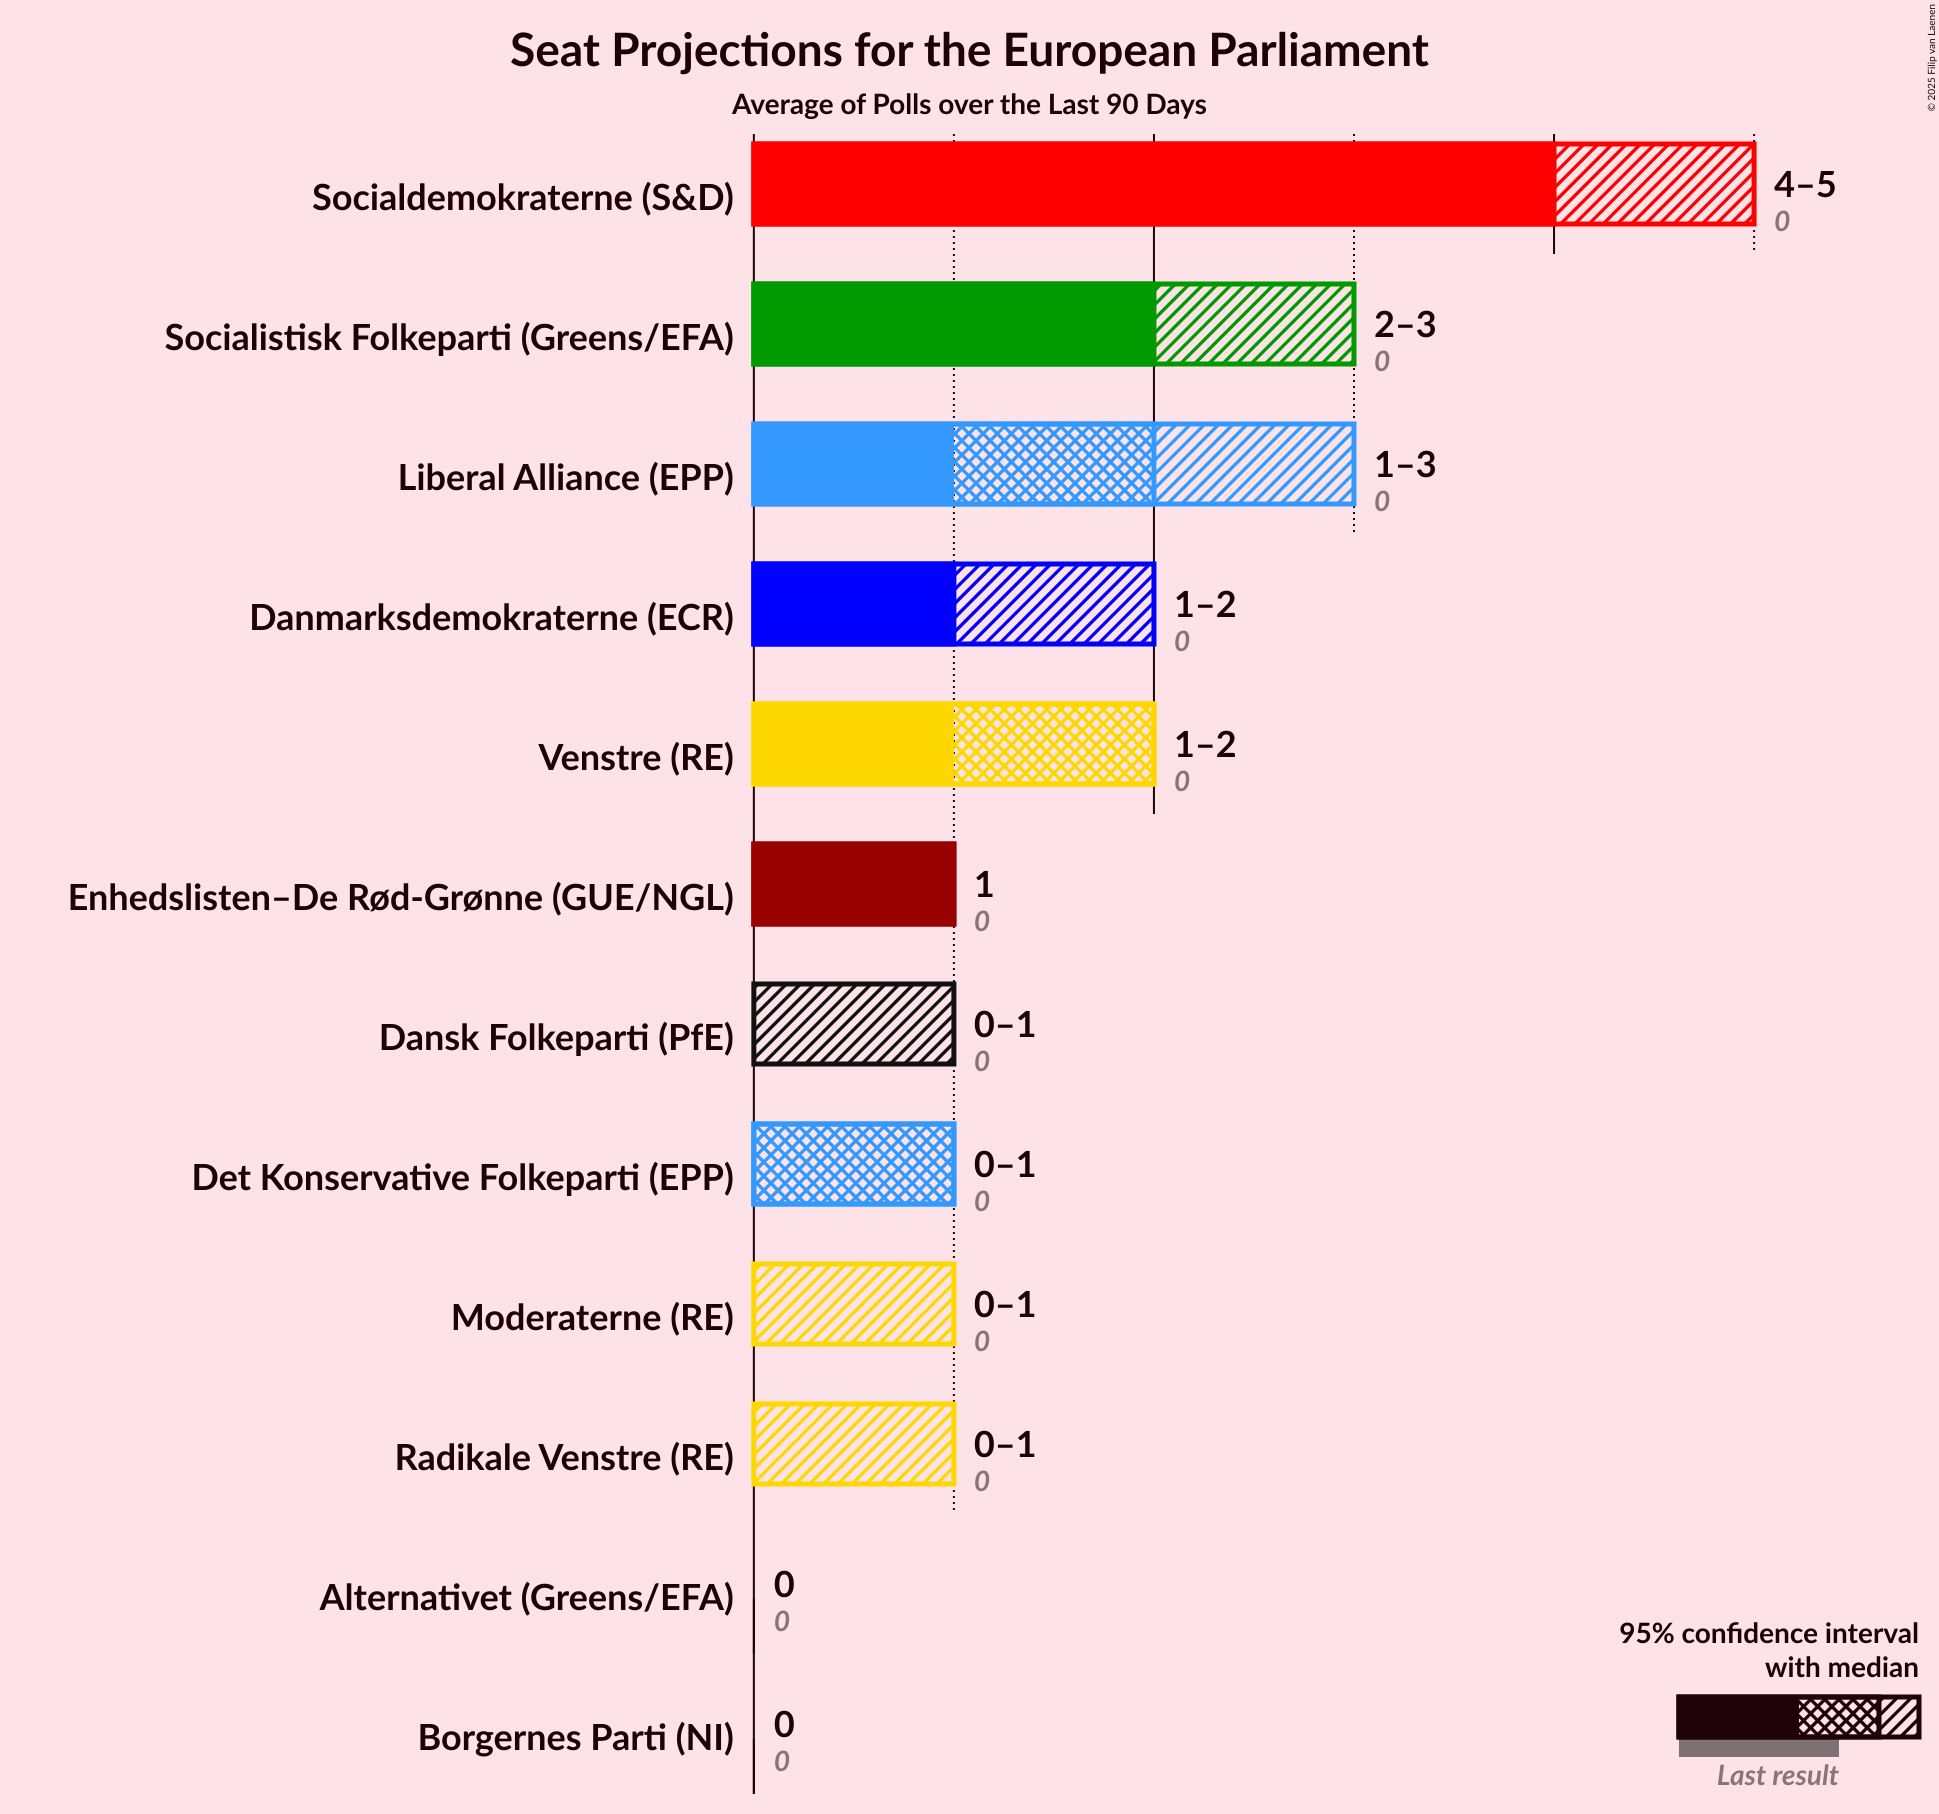 Seat Projections for the European Parliament
Average of Polls over the Last 90 Days
© 2025 Filip van Laenen
Socialdemokraterne (S&D)
4–5
0
Socialistisk Folkeparti (Greens/EFA)
2–3
0
Liberal Alliance (EPP)
1–3
0
Danmarksdemokraterne (ECR)
1–2
0
Venstre (RE)
1–2
0
Enhedslisten–De Rød-Grønne (GUE/NGL)
1
0
Dansk Folkeparti (PfE)
0–1
0
Det Konservative Folkeparti (EPP)
0–1
0
Moderaterne (RE)
0–1
0
Radikale Venstre (RE)
0–1
0
Alternativet (Greens/EFA)
0
0
Borgernes Parti (NI)
0
0
95% confidence interval
with median
Last result